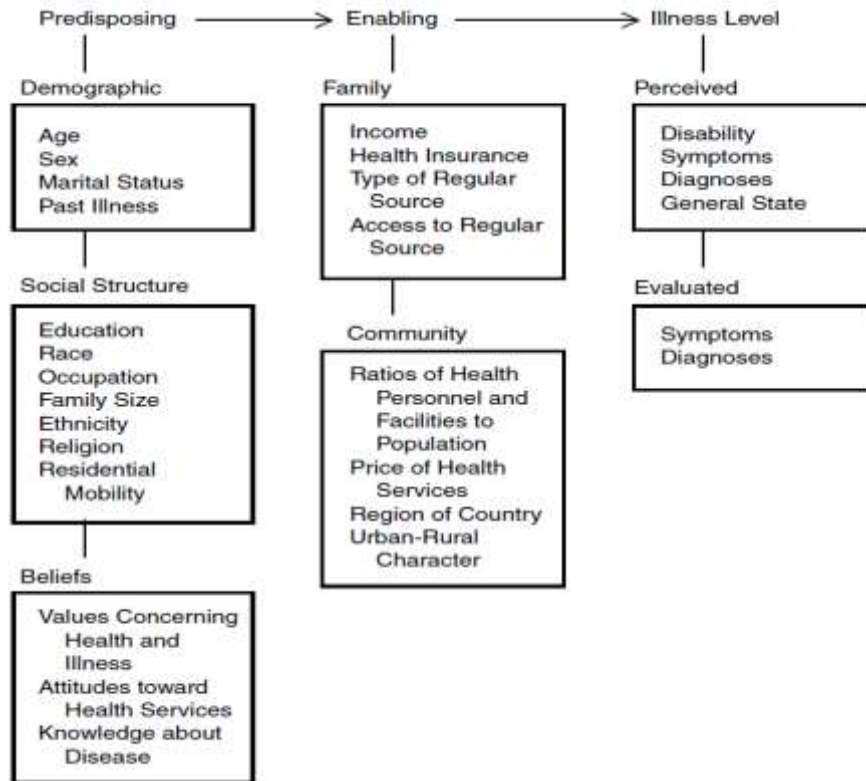 Predisposing
Enabling
Illness Level
Demographic
Age
Sex
Marital Status
Past Illness
Social Structure
Education
Race
Occupation
Family Size
Ethnicity
Religion
Residential
Mobility
Beliefs
Values Concerning
Health and
Illness
Attitudes toward
Health Services
Knowledge about
Disease
Family
Income
Health Insurance
Type of Regular
Source
Access to Regular
Source
Community
Ratios of Health
Personnel and
Facilities to
Population
Price of Health
Services
Region of Country
Urban-Rural
Character
Perceived
Disability
Symptoms
Diagnoses
General State
Evaluated
Symptoms
Diagnoses